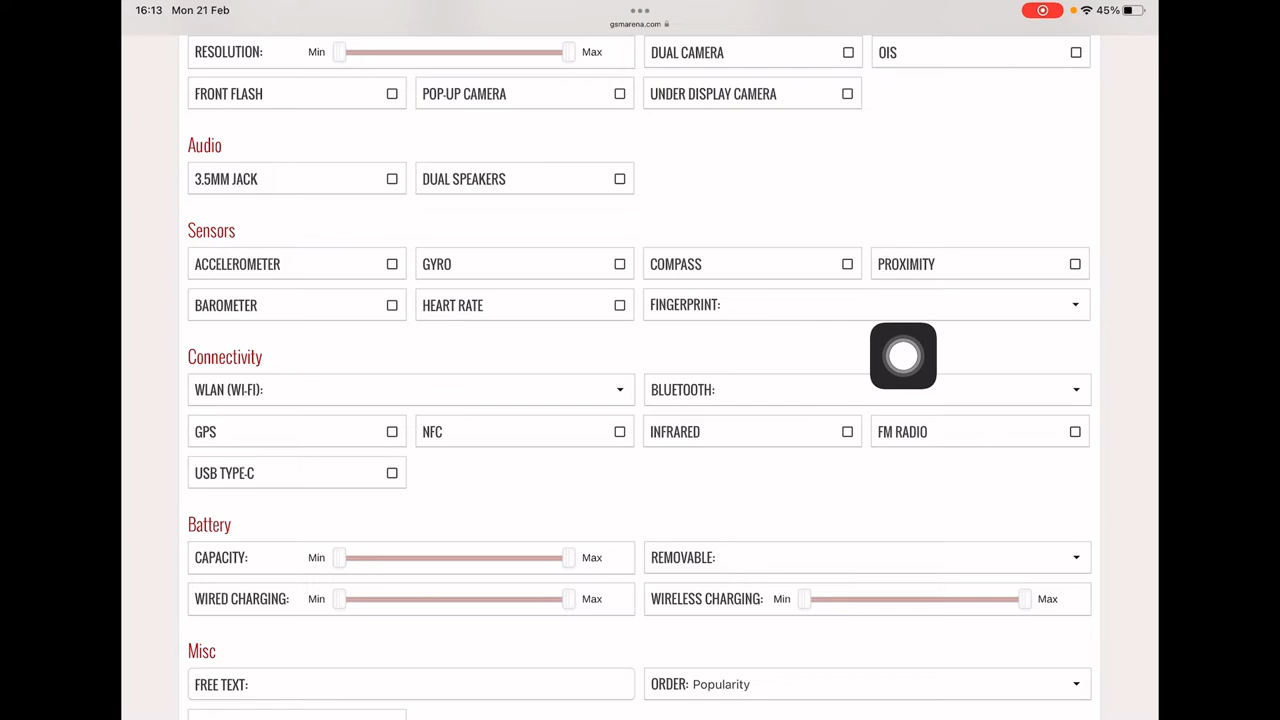 16:13 Mon 21 Feb
45%
gsmarena.com
RESOLUTION: Min Max DUAL CAMERA OIS
FRONT FLASH POP-UP CAMERA UNDER DISPLAY CAMERA
Audio
3.5MM JACK DUAL SPEAKERS
Sensors
ACCELEROMETER GYRO COMPASS PROXIMITY
BAROMETER HEART RATE FINGERPRINT:
Connectivity
WLAN (WI-FI): BLUETOOTH:
GPS NFC INFRARED FM RADIO
USB TYPE-C
Battery
CAPACITY: Min Max REMOVABLE:
WIRED CHARGING: Min Max WIRELESS CHARGING: Min Max
Misc
FREE TEXT: ORDER: Popularity